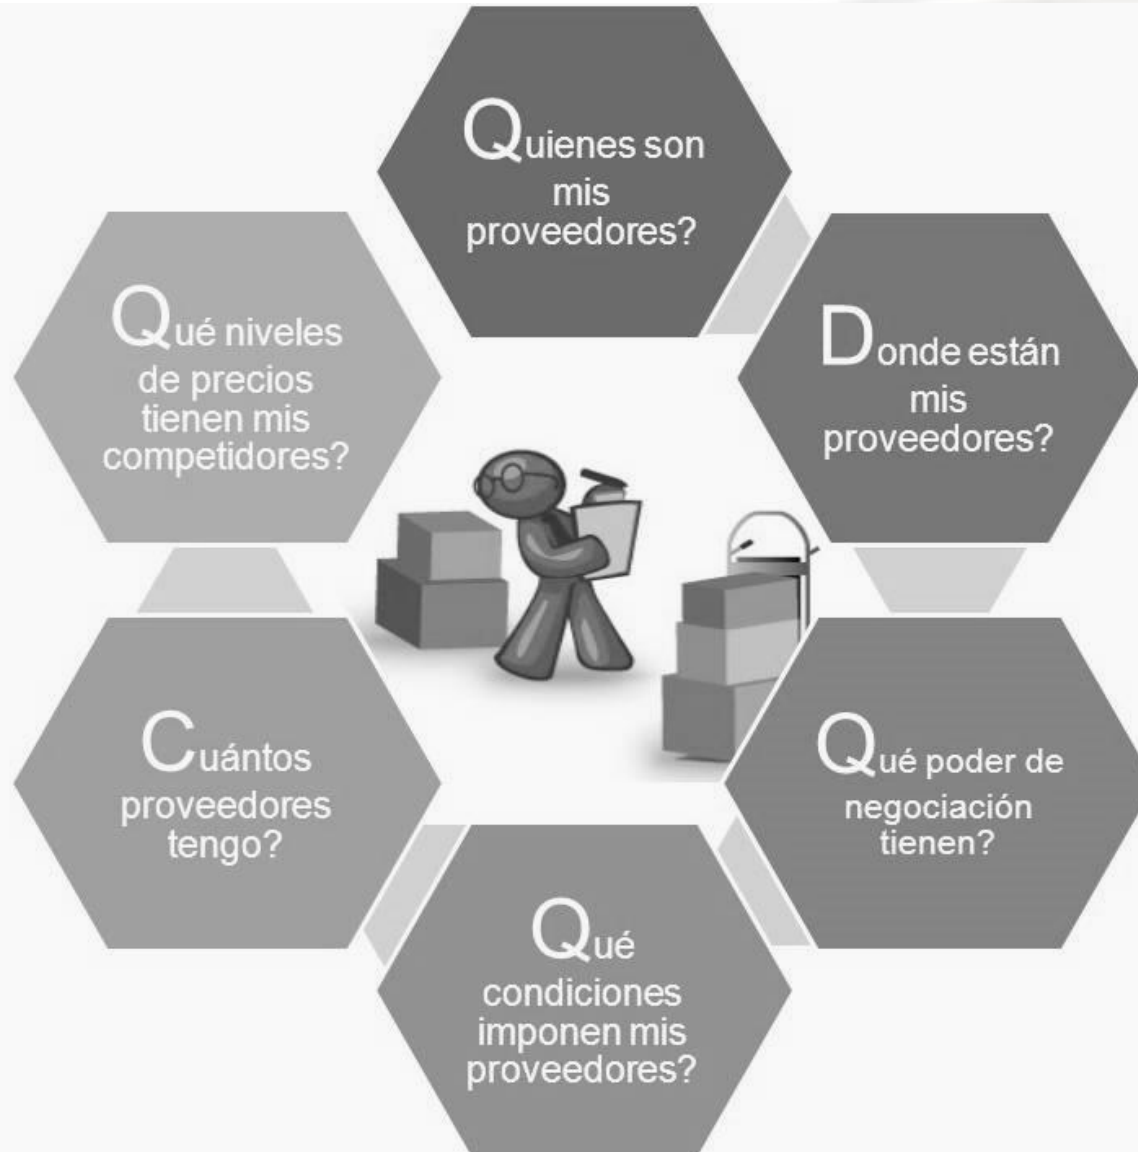 Quienes son
mis
proveedores?
Donde están
mis
proveedores?
Qué poder de
negociación
tienen?
Qué
condiciones
imponen mis
proveedores?
Cuántos
proveedores
tengo?
Qué niveles
de precios
tienen mis
competidores?